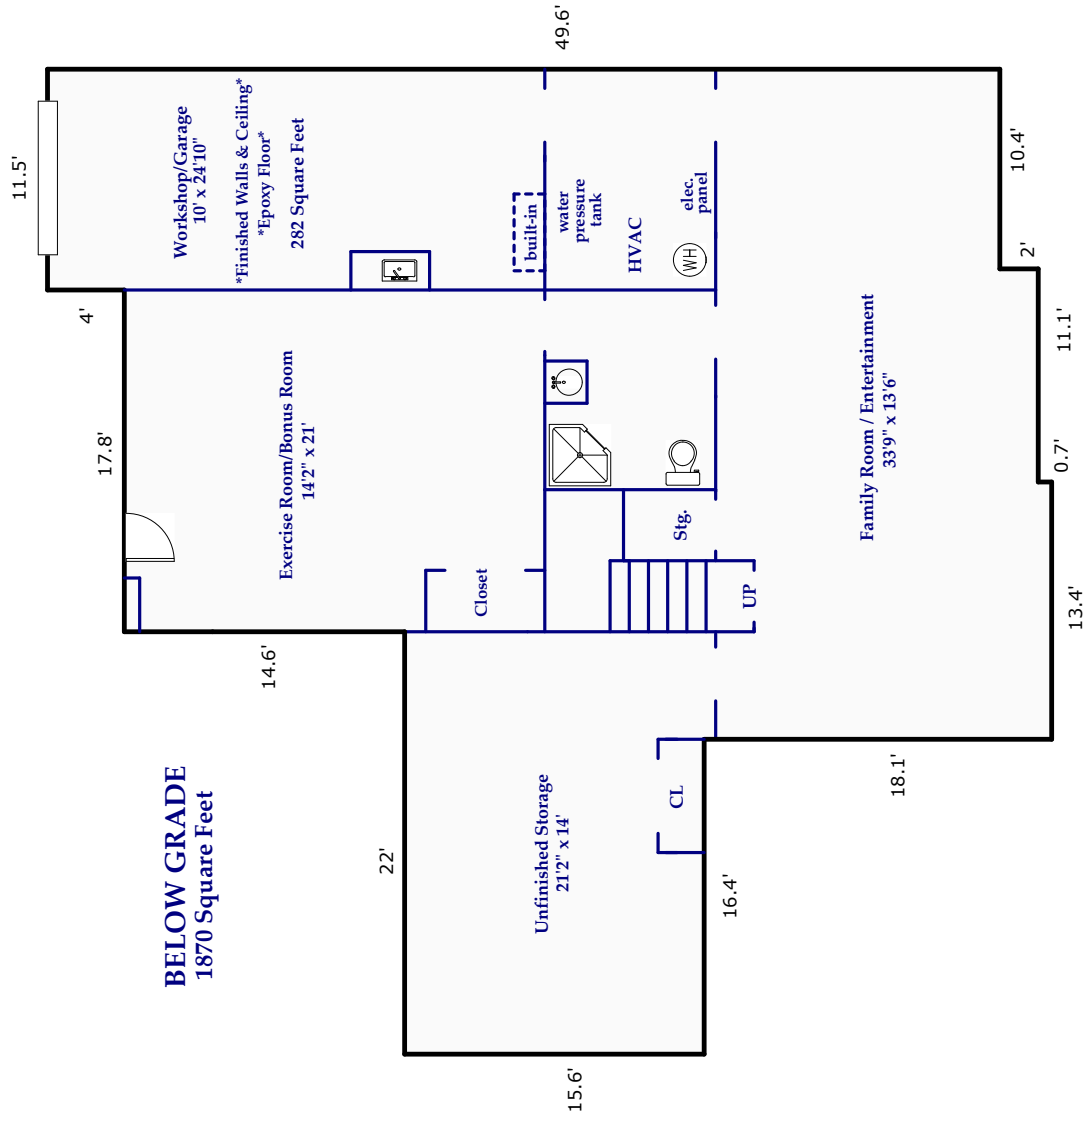 BELOW GRADE
1870 Square Feet
Workshop/Garage
10' x 24'10"
*Finished Walls & Ceiling*
*Epoxy Floor*
282 Square Feet
built-in
water
pressure
tank
HVAC
elec.
panel
WH
Exercise Room/Bonus Room
14'2" x 21'
Closet
Stg.
UP
Family Room / Entertainment
33'9" x 13'6"
Unfinished Storage
21'2" x 14'
CL
11.5'
49.6'
10.4'
2'
11.1'
0.7'
13.4'
18.1'
16.4'
15.6'
22'
14.6'
17.8'
4'